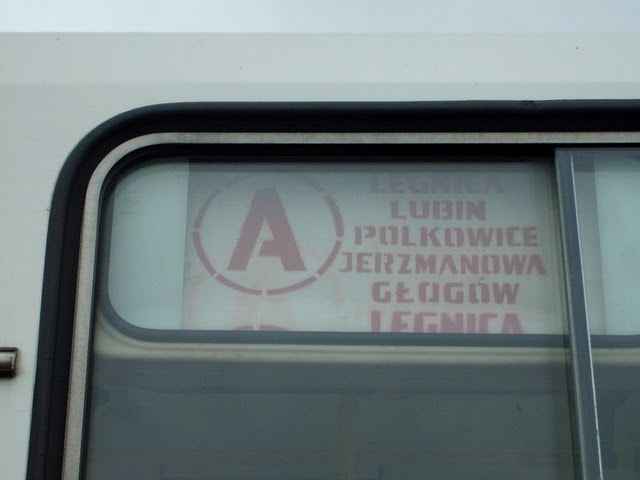 A
LEGNICA
LUBIN
POLKOWICE
JERZMANOWA
GŁOGÓW
LEGNICA